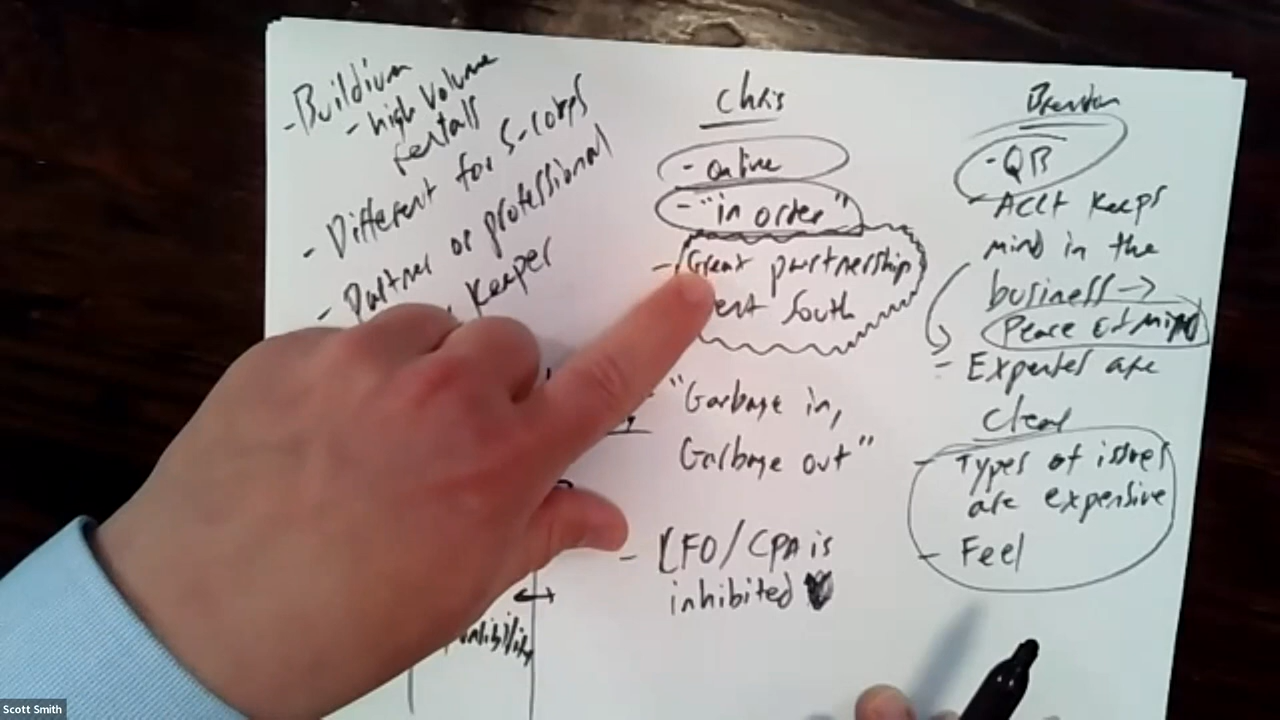 - Buildium
- high volume
rentals
- Different for S-corps
- Partner or professional
keeper
Chris
- online
- "in order"
- Great partnership
South
"Garbage in,
Garbage out"
- CFO/CPA is
inhibited
Brandon
- QB
- Acct keeps
mind in the
business →
Peace of mind
- Expenses are
clear
- Types of issues
are expensive
- Feel
Scott Smith